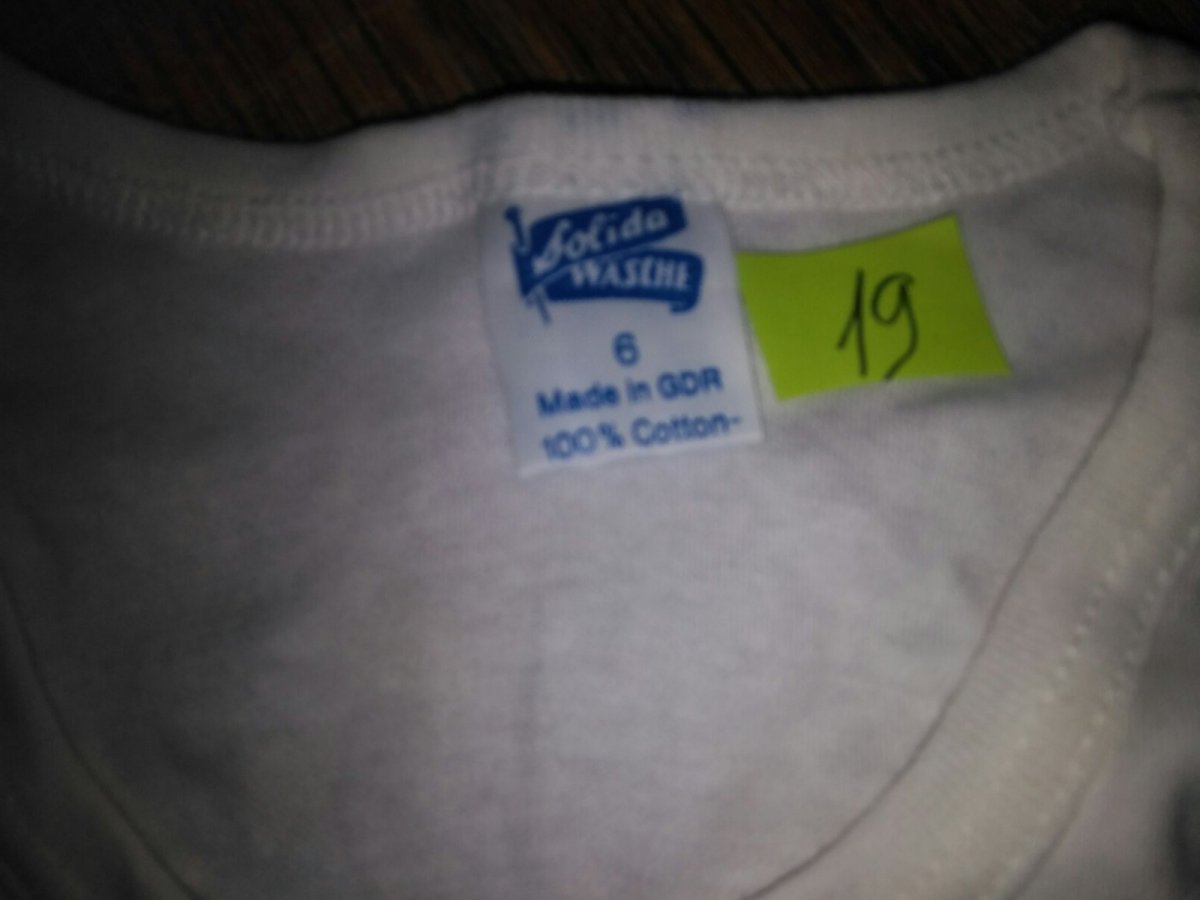 Solida
WÄSCHE
6
Made in GDR
100% Cotton-
19